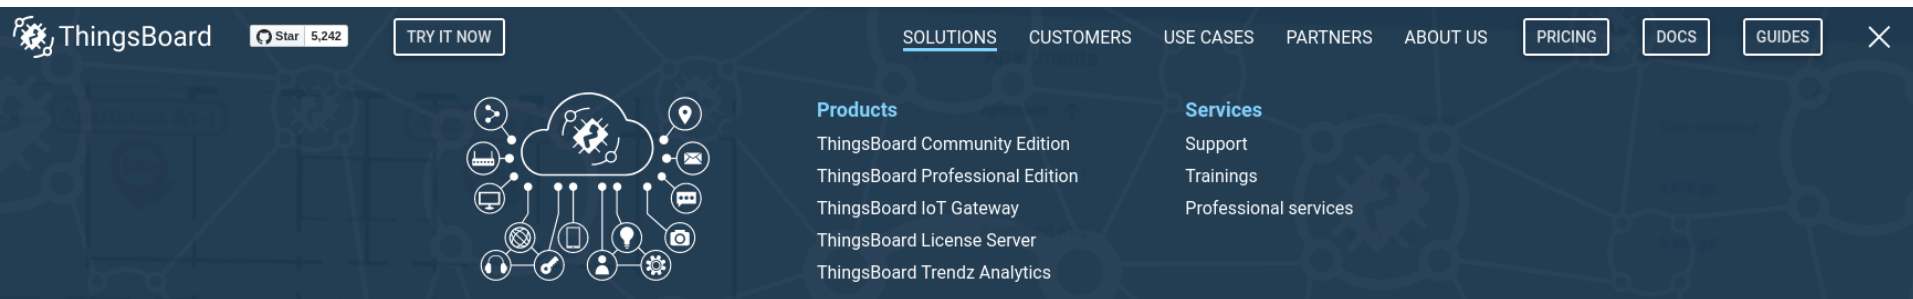 ThingsBoard Star 5,242 TRY IT NOW SOLUTIONS CUSTOMERS USE CASES PARTNERS ABOUT US PRICING DOCS GUIDES
Products
ThingsBoard Community Edition
ThingsBoard Professional Edition
ThingsBoard IoT Gateway
ThingsBoard License Server
ThingsBoard Trendz Analytics
Services
Support
Trainings
Professional services